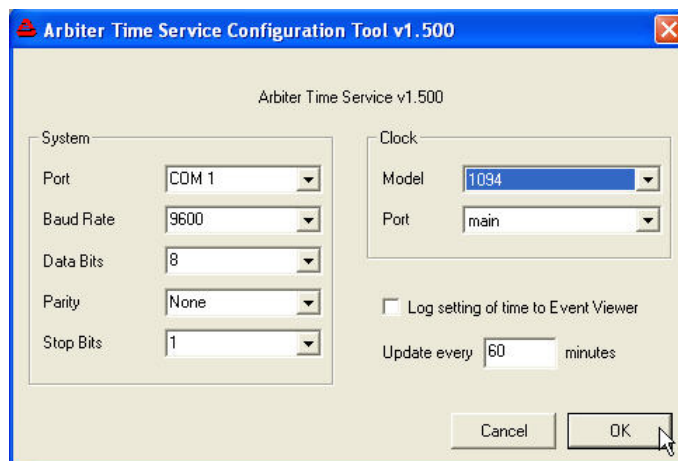 Arbiter Time Service Configuration Tool v1.500
Arbiter Time Service v1.500
System
Port COM 1
Baud Rate 9600
Data Bits 8
Parity None
Stop Bits 1
Clock
Model 1094
Port main
Log setting of time to Event Viewer
Update every 60 minutes
Cancel OK